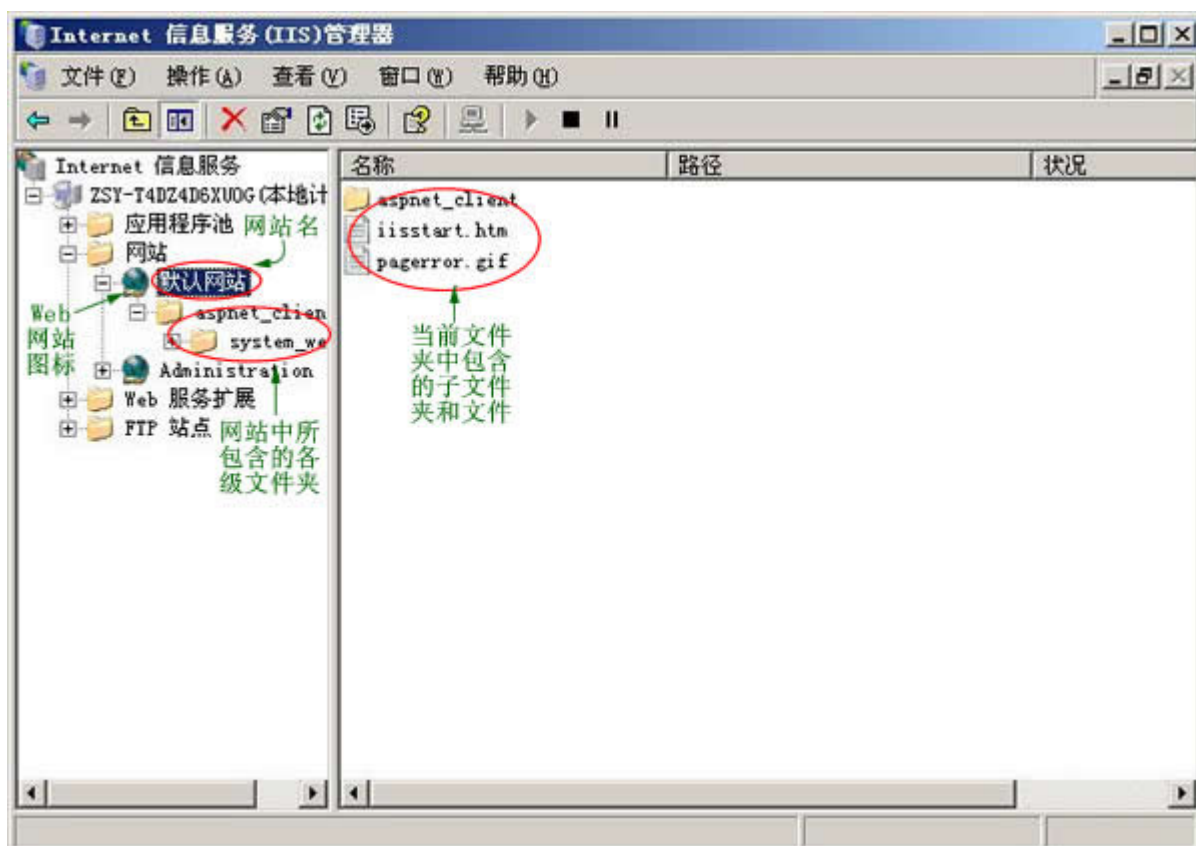 Internet 信息服务(IIS)管理器
文件(F) 操作(A) 查看(V) 窗口(W) 帮助(H)
Internet 信息服务
ZSY-T4DZ4D6XUOG(本地计
应用程序池
网站
默认网站
aspnet_clien
system_we
Administration
Web 服务扩展
FTP 站点
网站名
Web
网站
图标
网站中所
包含的各
级文件夹
名称 路径 状况
aspnet_client
iisstart.htm
pagerror.gif
当前文件
夹中包含
的子文件
夹和文件